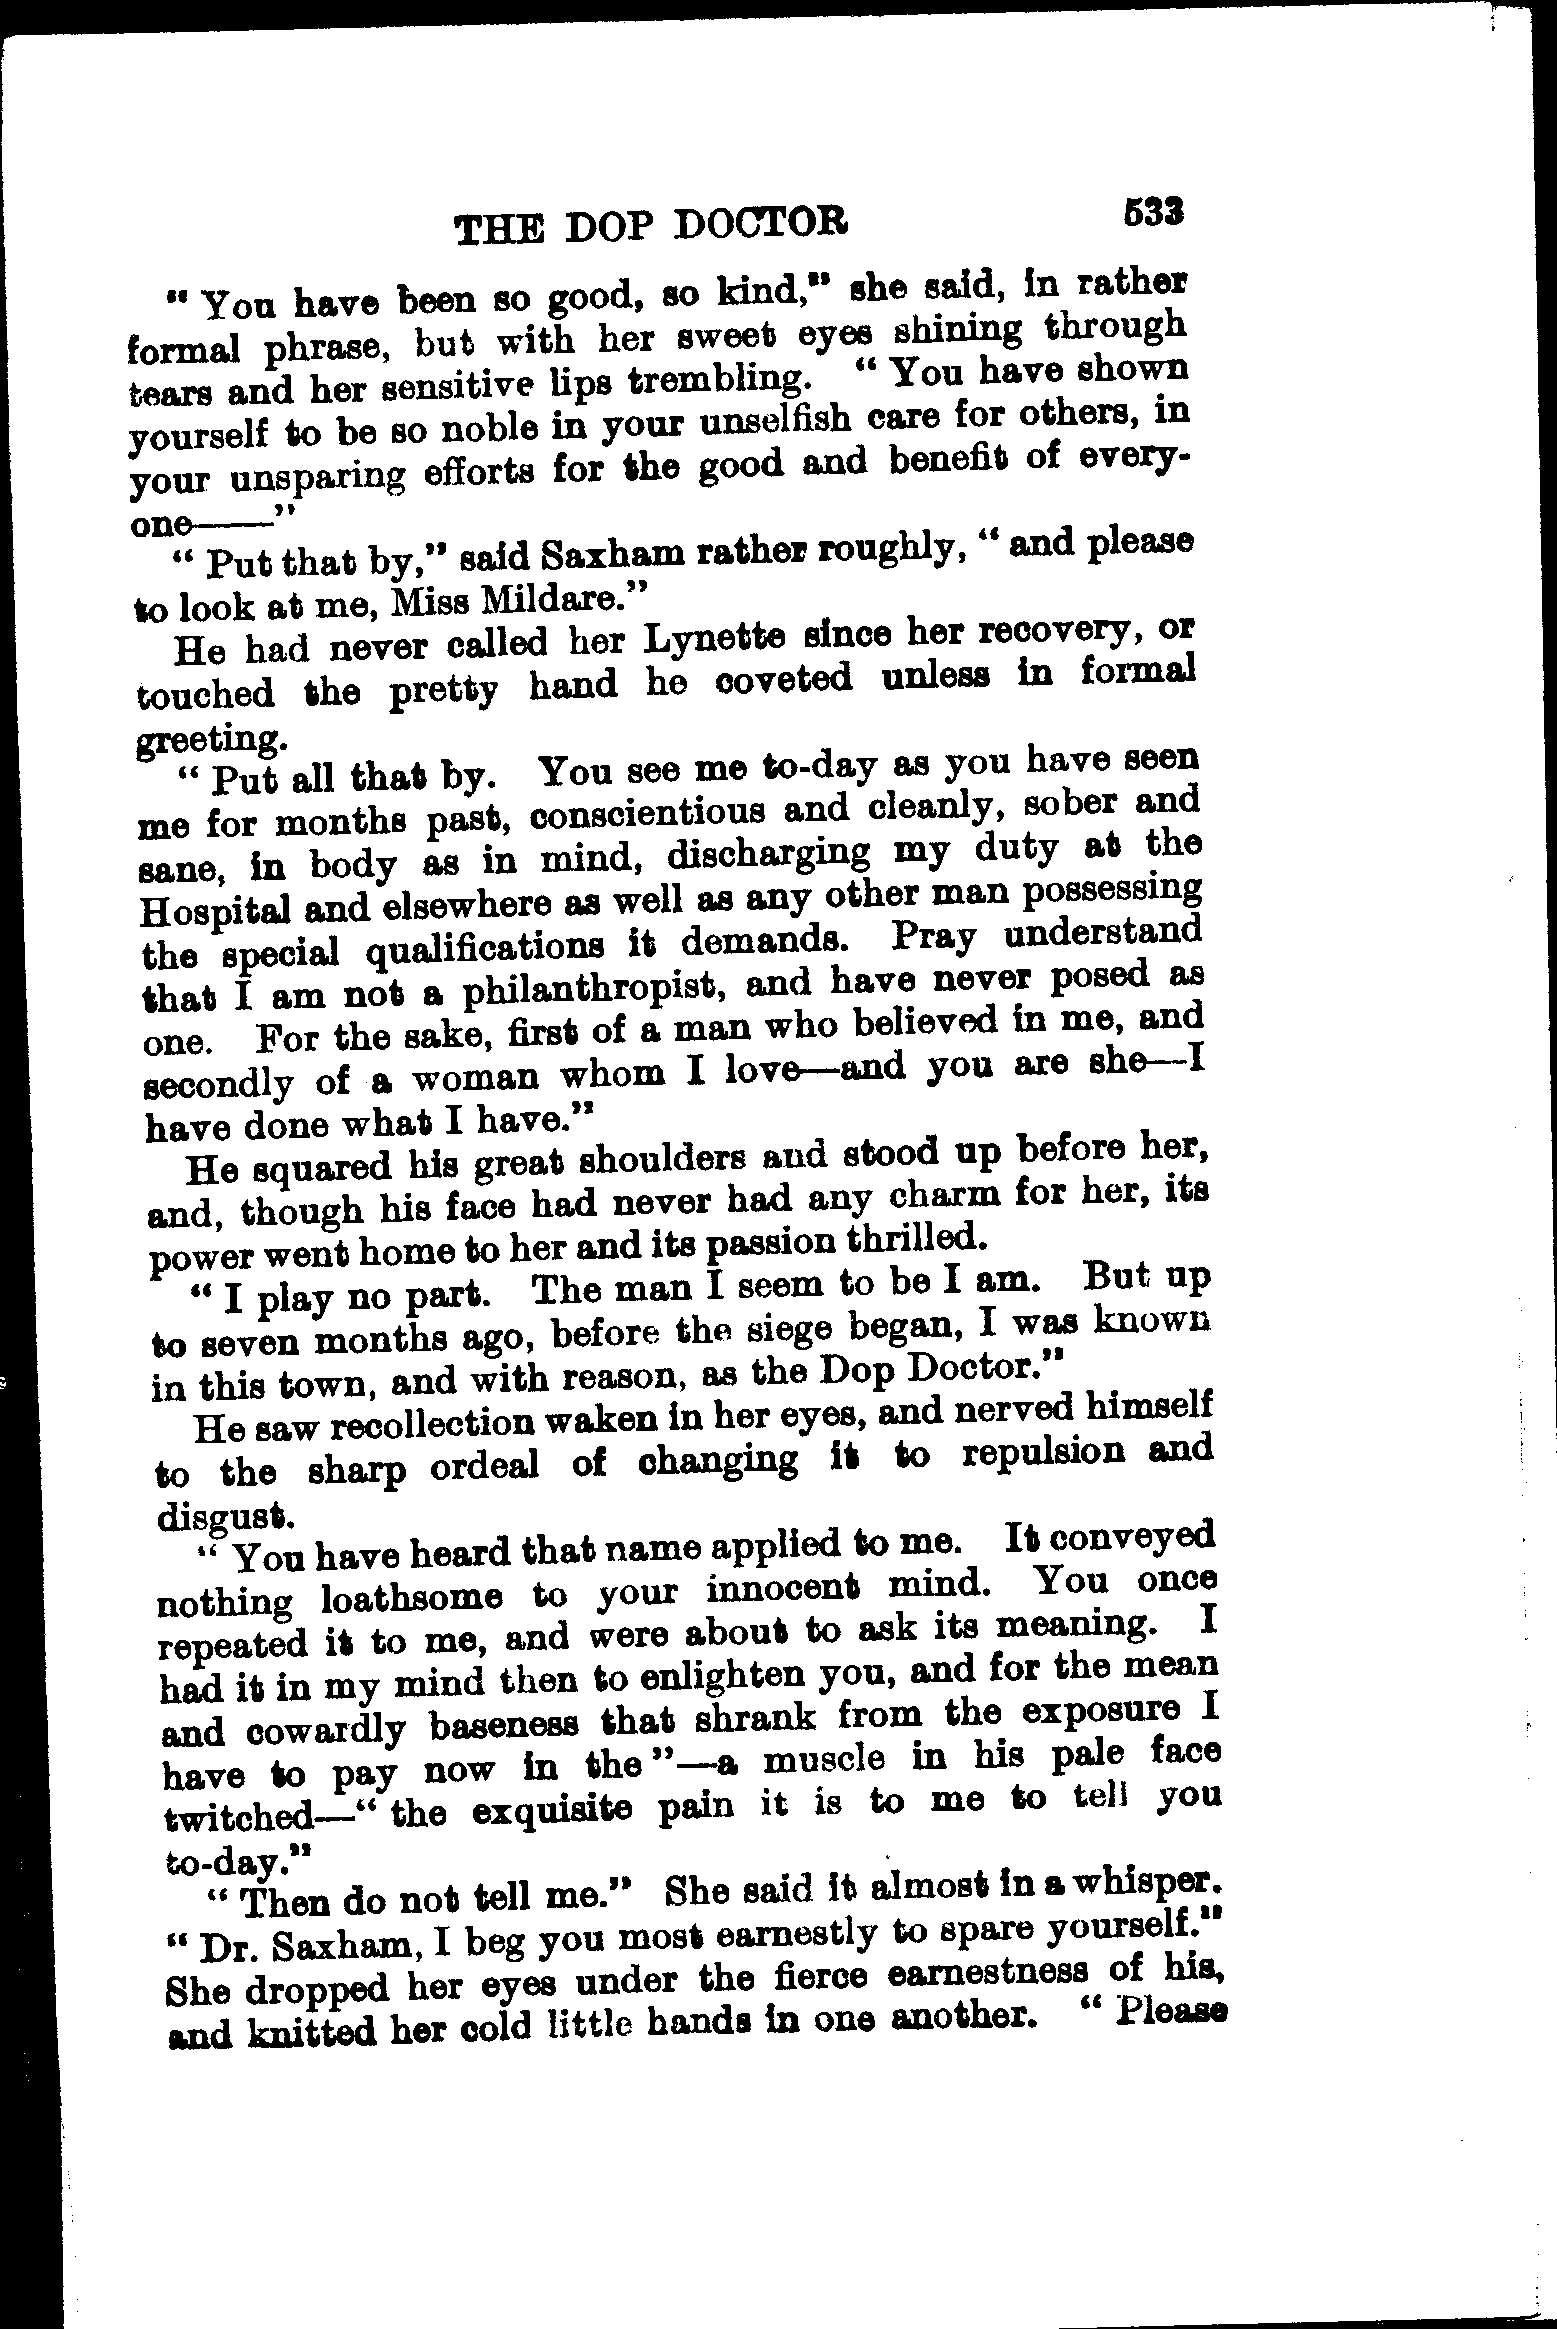 THE DOP DOCTOR 533
" You have been so good, so kind," she said, in rather
formal phrase, but with her sweet eyes shining through
tears and her sensitive lips trembling. " You have shown
yourself to be so noble in your unselfish care for others, in
your unsparing efforts for the good and benefit of every-
one——"
" Put that by," said Saxham rather roughly, " and please
to look at me, Miss Mildare."
He had never called her Lynette since her recovery, or
touched the pretty hand he coveted unless in formal
greeting.
" Put all that by. You see me to-day as you have seen
me for months past, conscientious and cleanly, sober and
sane, in body as in mind, discharging my duty at the
Hospital and elsewhere as well as any other man possessing
the special qualifications it demands. Pray understand
that I am not a philanthropist, and have never posed as
one. For the sake, first of a man who believed in me, and
secondly of a woman whom I love—and you are she—I
have done what I have."
He squared his great shoulders and stood up before her,
and, though his face had never had any charm for her, its
power went home to her and its passion thrilled.
" I play no part. The man I seem to be I am. But up
to seven months ago, before the siege began, I was known
in this town, and with reason, as the Dop Doctor."
He saw recollection waken in her eyes, and nerved himself
to the sharp ordeal of changing it to repulsion and
disgust.
" You have heard that name applied to me. It conveyed
nothing loathsome to your innocent mind. You once
repeated it to me, and were about to ask its meaning. I
had it in my mind then to enlighten you, and for the mean
and cowardly baseness that shrank from the exposure I
have to pay now in the "—a muscle in his pale face
twitched—" the exquisite pain it is to me to tell you
to-day."
" Then do not tell me." She said it almost in a whisper.
" Dr. Saxham, I beg you most earnestly to spare yourself."
She dropped her eyes under the fierce earnestness of his,
and knitted her cold little hands in one another. " Please